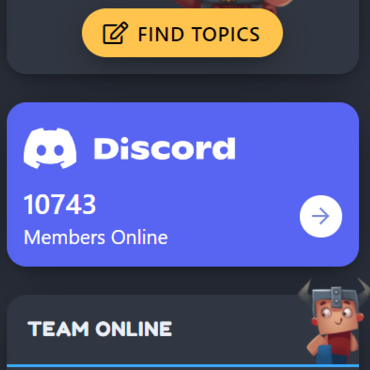 FIND TOPICS
Discord
10743
Members Online
TEAM ONLINE